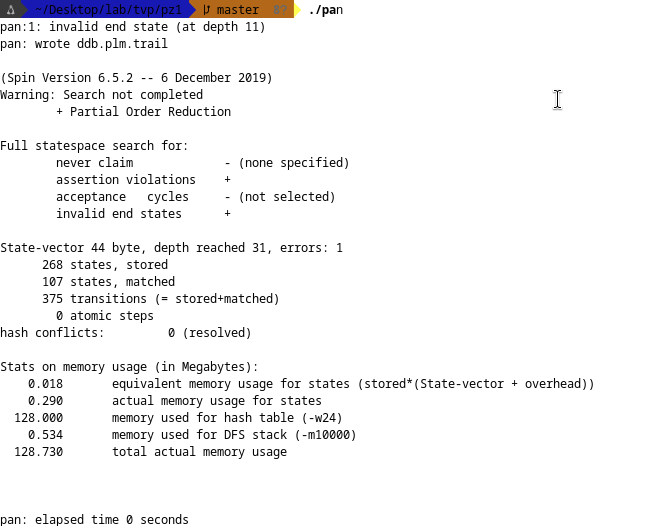 ~/Desktop/lab/tvp/pz1 master 8? ./pan
pan:1: invalid end state (at depth 11)
pan: wrote ddb.plm.trail
(Spin Version 6.5.2 -- 6 December 2019)
Warning: Search not completed
+ Partial Order Reduction
Full statespace search for:
never claim - (none specified)
assertion violations +
acceptance cycles - (not selected)
invalid end states +
State-vector 44 byte, depth reached 31, errors: 1
268 states, stored
107 states, matched
375 transitions (= stored+matched)
0 atomic steps
hash conflicts: 0 (resolved)
Stats on memory usage (in Megabytes):
0.018 equivalent memory usage for states (stored*(State-vector + overhead))
0.290 actual memory usage for states
128.000 memory used for hash table (-w24)
0.534 memory used for DFS stack (-m10000)
128.730 total actual memory usage
pan: elapsed time 0 seconds